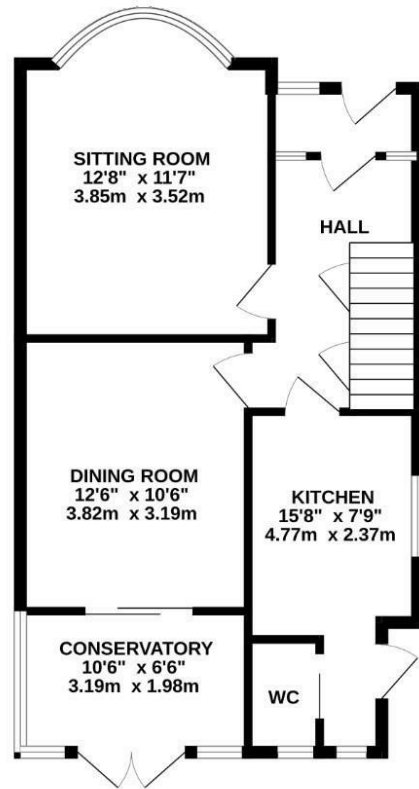 SITTING ROOM
12'8" x 11'7"
3.85m x 3.52m
HALL
DINING ROOM
12'6" x 10'6"
3.82m x 3.19m
KITCHEN
15'8" x 7'9"
4.77m x 2.37m
CONSERVATORY
10'6" x 6'6"
3.19m x 1.98m
WC